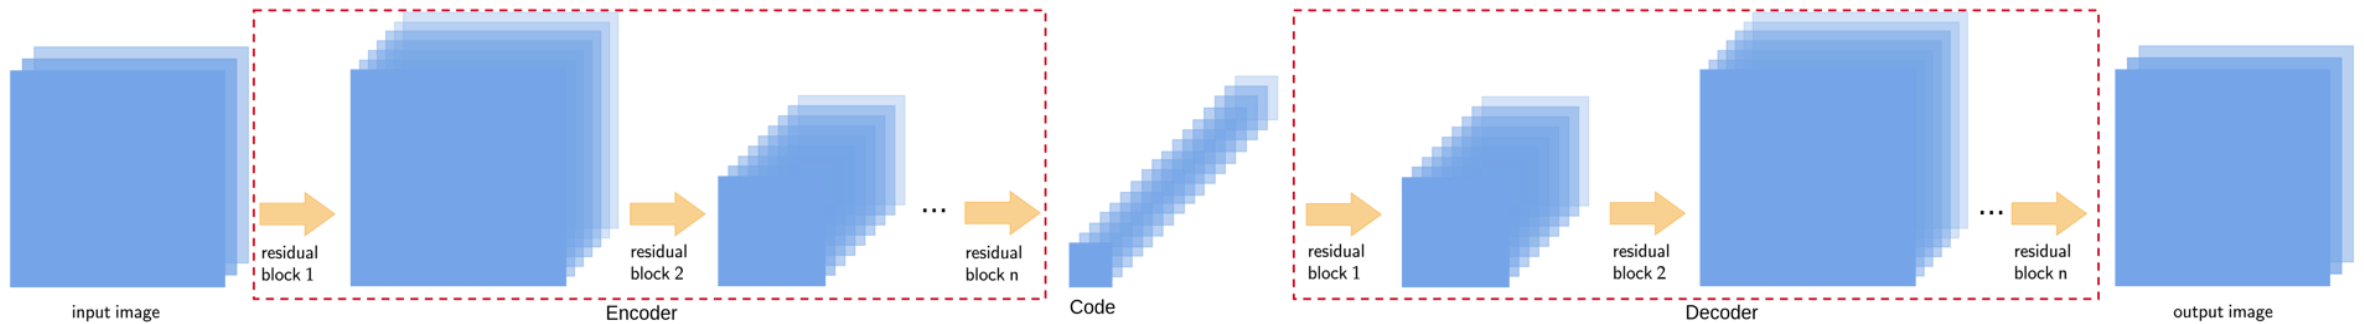 residual
block 1
residual
block 2
...
residual
block n
residual
block 1
residual
block 2
...
residual
block n
input image
Encoder
Code
Decoder
output image